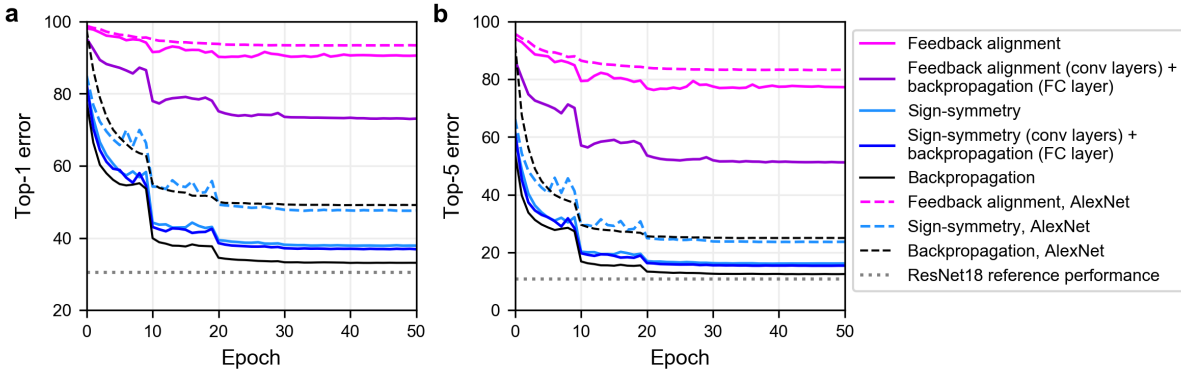 a
Top-1 error
100
80
60
40
20
0
10
20
30
40
50
Epoch
b
Top-5 error
100
80
60
40
20
0
0
10
20
30
40
50
Epoch
Feedback alignment
Feedback alignment (conv layers) +
backpropagation (FC layer)
Sign-symmetry
Sign-symmetry (conv layers) +
backpropagation (FC layer)
Backpropagation
Feedback alignment, AlexNet
Sign-symmetry, AlexNet
Backpropagation, AlexNet
ResNet18 reference performance